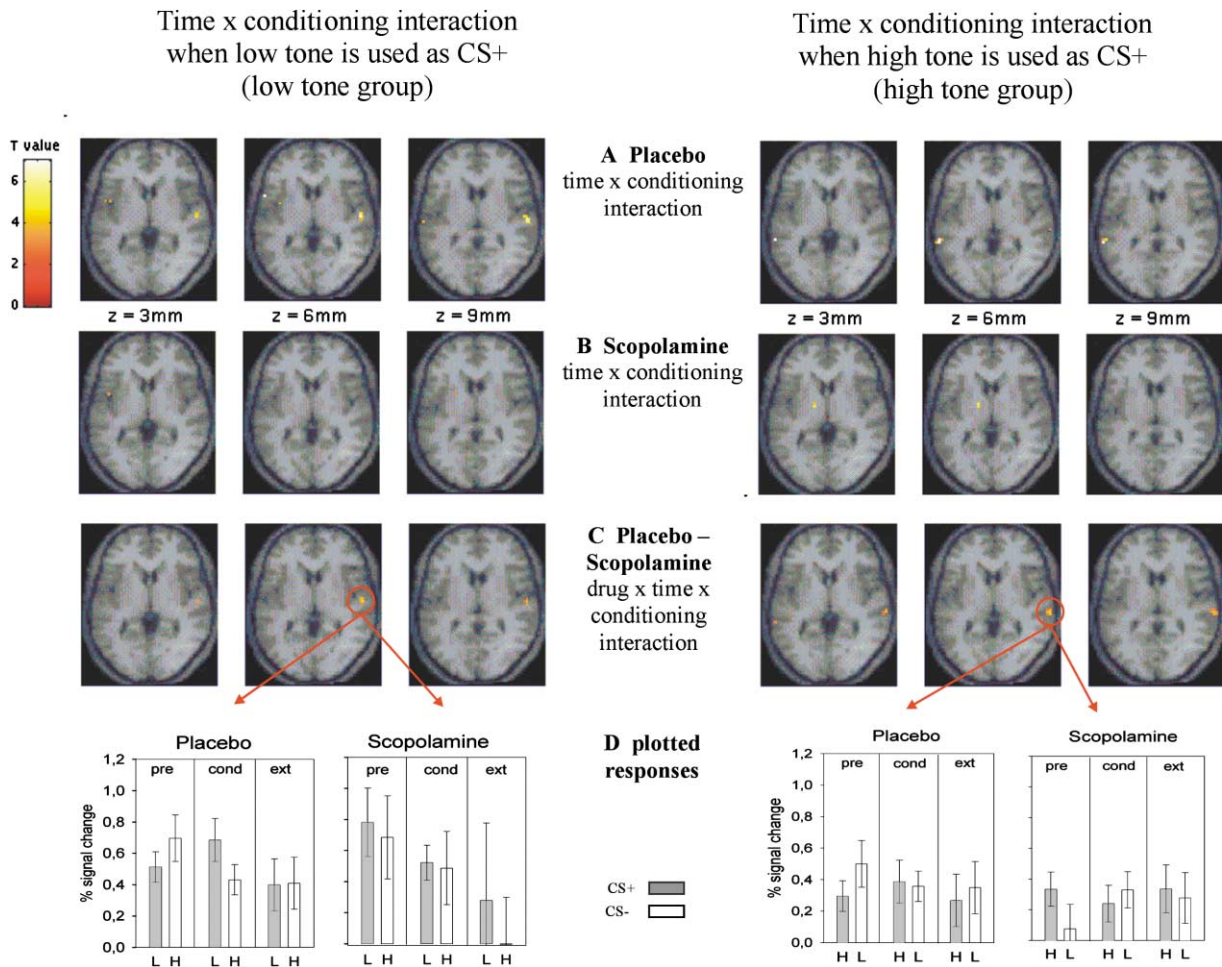 Time x conditioning interaction
when low tone is used as CS+
(low tone group)
Time x conditioning interaction
when high tone is used as CS+
(high tone group)
T value
6
4
2
0
A Placebo
time x conditioning
interaction
z = 3mm
z = 6mm
z = 9mm
z = 3mm
z = 6mm
z = 9mm
B Scopolamine
time x conditioning
interaction
C Placebo –
Scopolamine
drug x time x
conditioning
interaction
D plotted
responses
CS+
CS-
Placebo
% signal change
1,2
1,0
0,8
0,6
0,4
0,2
0,0
pre
cond
ext
L H
L H
L H
Scopolamine
pre
cond
ext
L H
L H
L H
Placebo
% signal change
1,2
1,0
0,8
0,6
0,4
0,2
0,0
pre
cond
ext
H L
H L
H L
Scopolamine
pre
cond
ext
H L
H L
H L